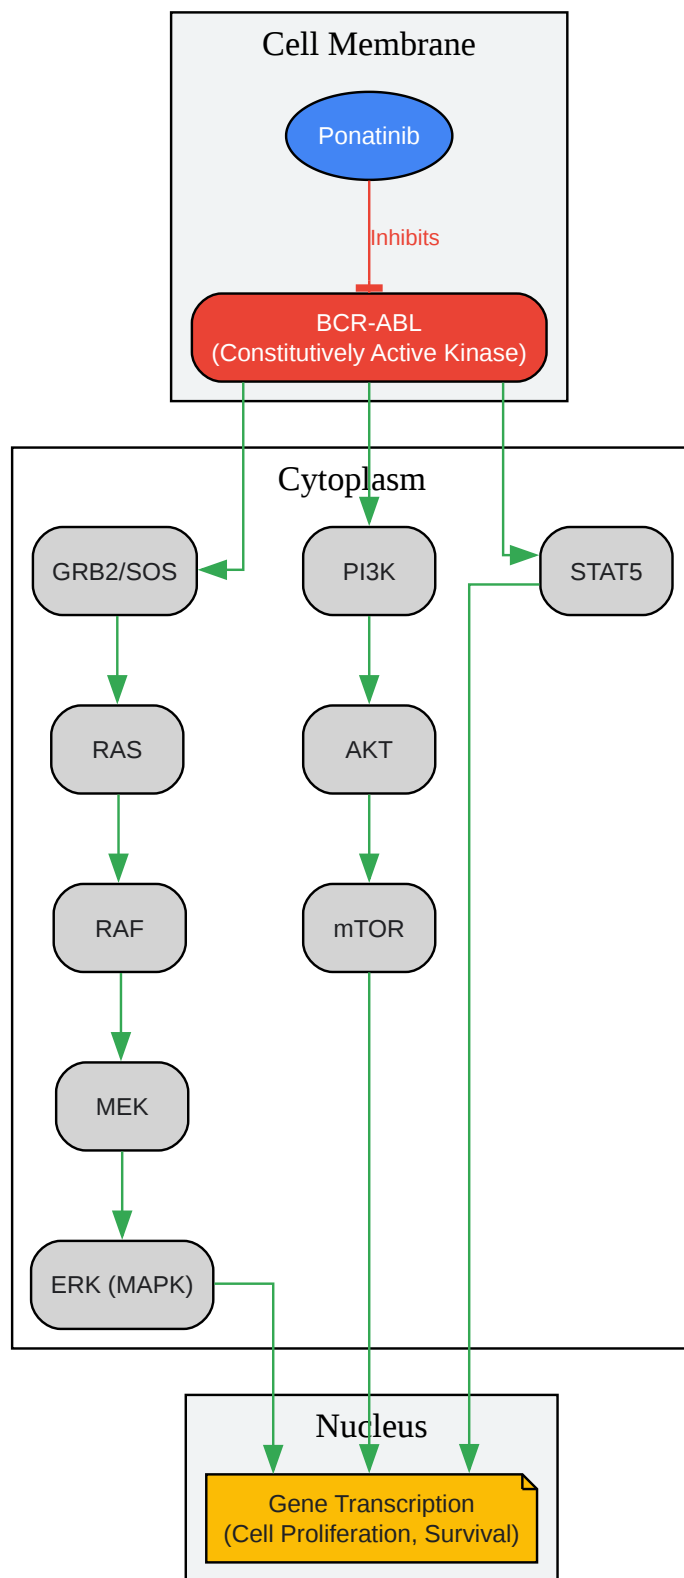 Cell Membrane
Ponatinib
Inhibits
BCR-ABL
(Constitutively Active Kinase)
Cytoplasm
GRB2/SOS
PI3K
STAT5
RAS
AKT
RAF
mTOR
MEK
ERK (MAPK)
Nucleus
Gene Transcription
(Cell Proliferation, Survival)